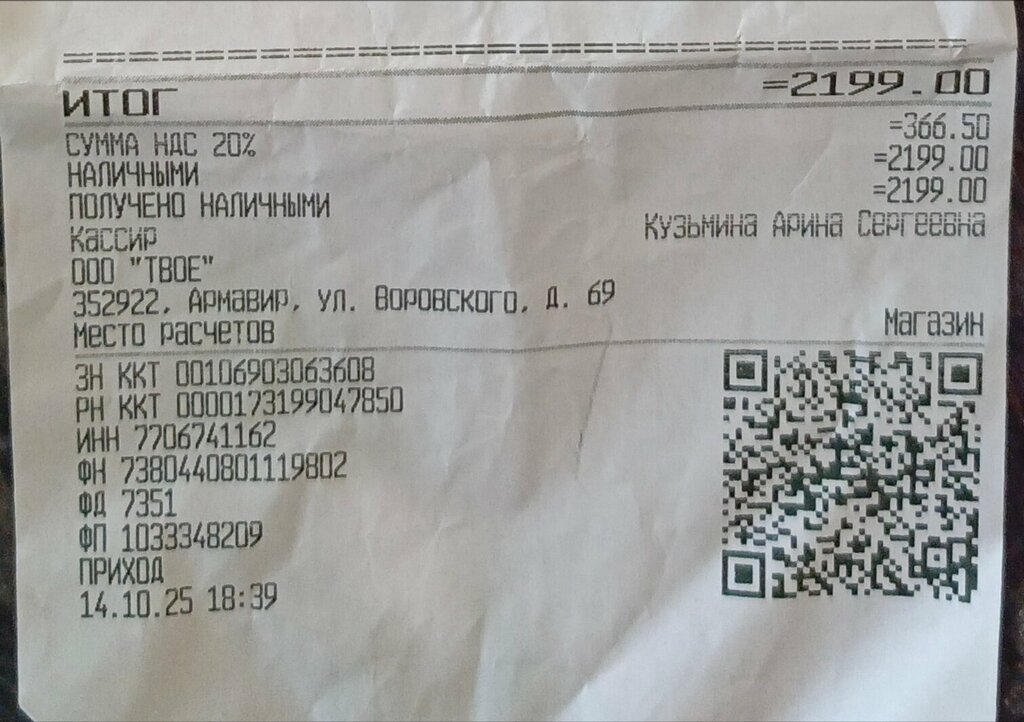 ИТОГ =2199.00
СУММА НДС 20% =366.50
НАЛИЧНЫМИ =2199.00
ПОЛУЧЕНО НАЛИЧНЫМИ =2199.00
Кассир Кузьмина Арина Сергеевна
ООО "ТВОЕ"
352922, Армавир, ул. Воровского, д. 69
Место расчетов Магазин
ЗН ККТ 00106903063608
РН ККТ 0000173199047850
ИНН 7706741162
ФН 7380440801119802
ФД 7351
ФП 1033348209
ПРИХОД
14.10.25 18:39